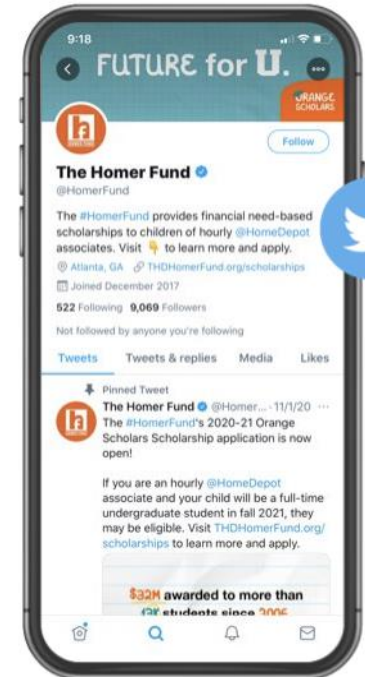 9:18
FUTURE for U.
ORANGE
SCHOLARS
Follow
The Homer Fund
@HomerFund
The #HomerFund provides financial need-based
scholarships to children of hourly @HomeDepot
associates. Visit 👇 to learn more and apply.
Atlanta, GA THDHomerFund.org/scholarships
Joined December 2017
522 Following 9,069 Followers
Not followed by anyone you're following
Tweets Tweets & replies Media Likes
Pinned Tweet
The Homer Fund @Homer... · 11/1/20 ...
The #HomerFund's 2020-21 Orange
Scholars Scholarship application is now
open!
If you are an hourly @HomeDepot
associate and your child will be a full-time
undergraduate student in fall 2021, they
may be eligible. Visit THDHomerFund.org/
scholarships to learn more and apply.
$32M awarded to more than
students since 2006